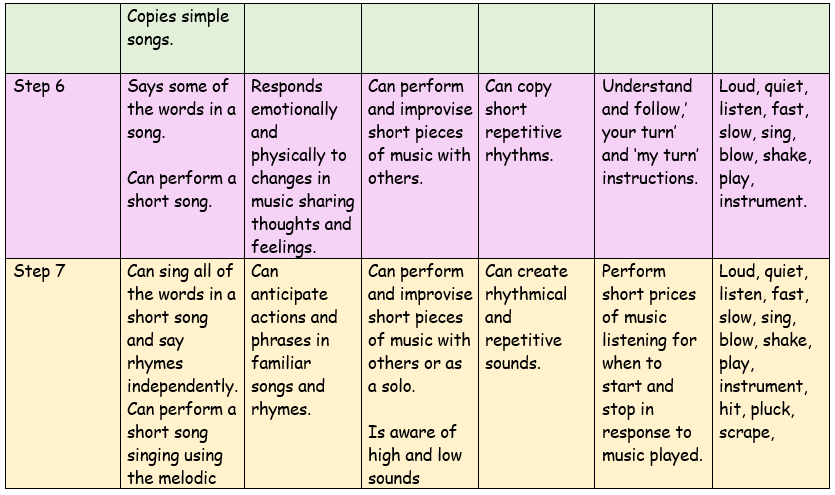 Copies simple
songs.
Step 6
Says some of
the words in a
song.
Can perform a
short song.
Responds
emotionally
and
physically to
changes in
music sharing
thoughts and
feelings.
Can perform
and improvise
short pieces
of music with
others.
Can copy
short
repetitive
rhythms.
Understand
and follow,’
your turn’
and ‘my turn’
instructions.
Loud, quiet,
listen, fast,
slow, sing,
blow, shake,
play,
instrument.
Step 7
Can sing all of
the words in a
short song
and say
rhymes
independently.
Can perform a
short song
singing using
the melodic
Can
anticipate
actions and
phrases in
familiar
songs and
rhymes.
Can perform
and improvise
short pieces
of music with
others or as
a solo.
Is aware of
high and low
sounds
Can create
rhythmical
and
repetitive
sounds.
Perform
short prices
of music
listening for
when to
start and
stop in
response to
music played.
Loud, quiet,
listen, fast,
slow, sing,
blow, shake,
play,
instrument,
hit, pluck,
scrape,